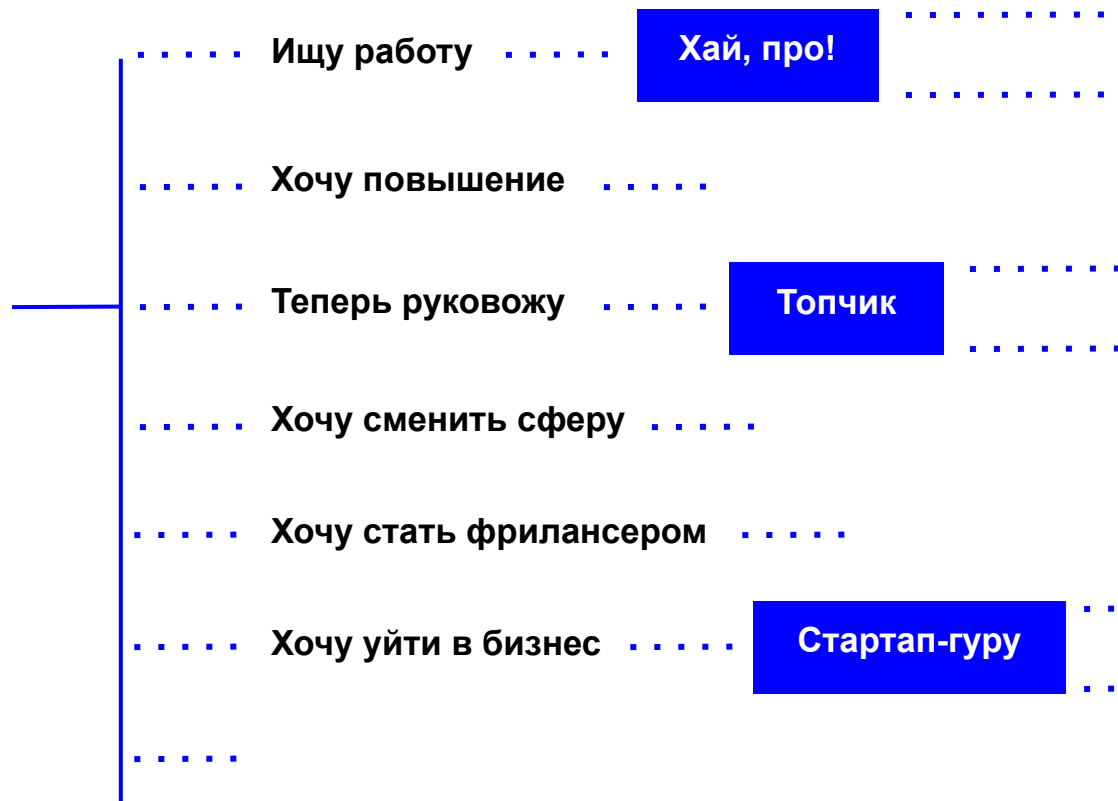 Ищу работу Хай, про!
Хочу повышение
Теперь руковожу Топчик
Хочу сменить сферу
Хочу стать фрилансером
Хочу уйти в бизнес Стартап-гуру